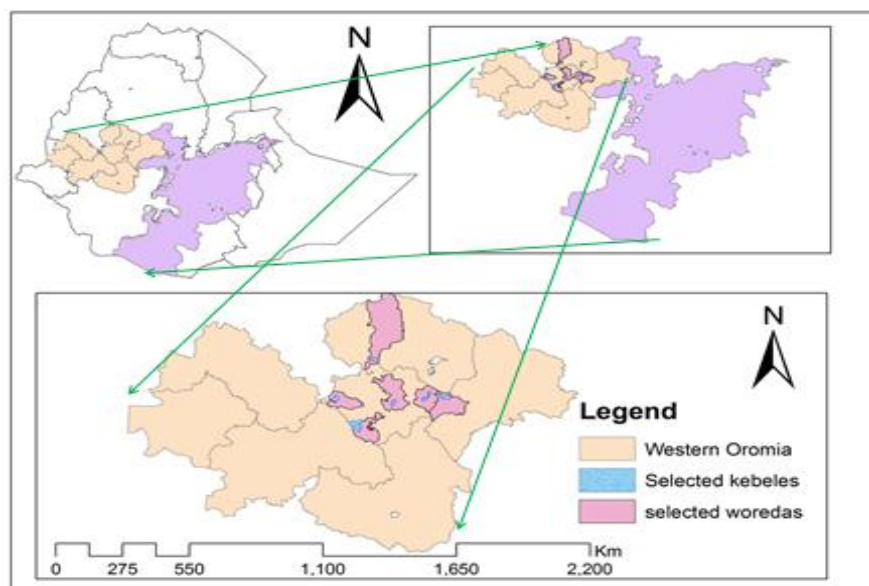 N
N
Legend
Western Oromia
Selected kebeles
selected woredas
Km
0 275 550 1,100 1,650 2,200